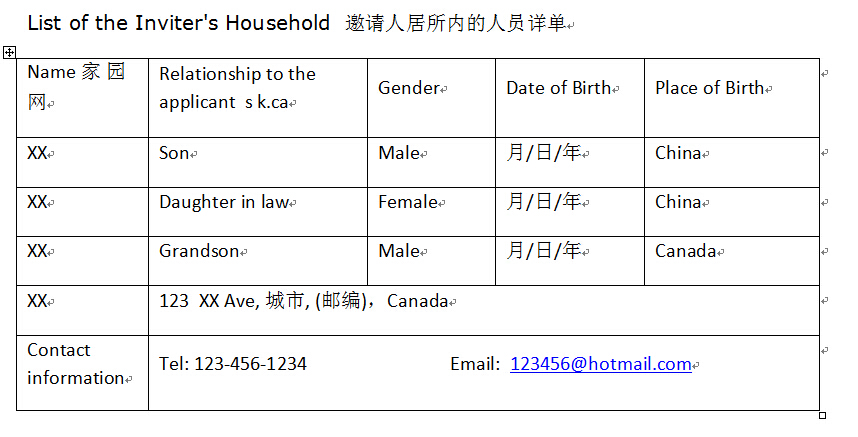 List of the Inviter's Household 邀请人居所内的人员详单
Name 家 园
网
Relationship to the
applicant s k.ca
Gender
Date of Birth
Place of Birth
XX
Son
Male
月/日/年
China
XX
Daughter in law
Female
月/日/年
China
XX
Grandson
Male
月/日/年
Canada
XX
123 XX Ave, 城市, (邮编)，Canada
Contact
information
Tel: 123-456-1234
Email: 123456@hotmail.com